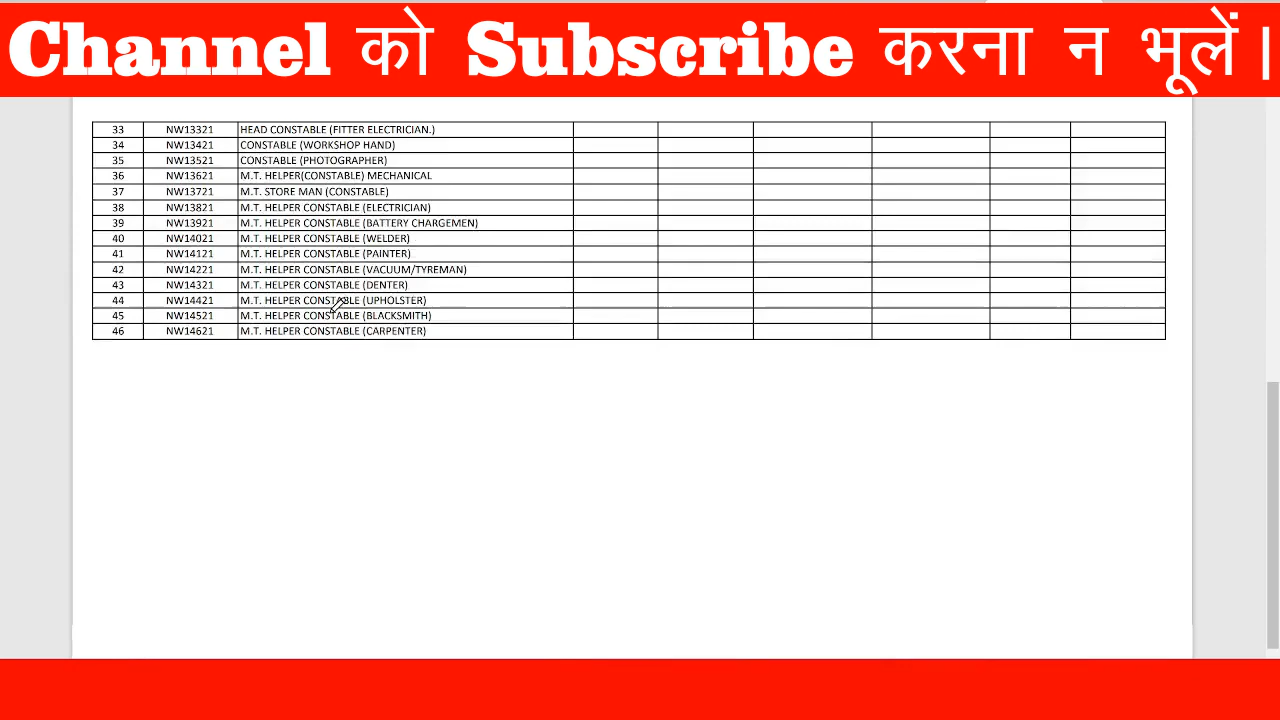 Channel को Subscribe करना न भूलें।
33 NW13321 HEAD CONSTABLE (FITTER ELECTRICIAN.)
34 NW13421 CONSTABLE (WORKSHOP HAND)
35 NW13521 CONSTABLE (PHOTOGRAPHER)
36 NW13621 M.T. HELPER(CONSTABLE) MECHANICAL
37 NW13721 M.T. STORE MAN (CONSTABLE)
38 NW13821 M.T. HELPER CONSTABLE (ELECTRICIAN)
39 NW13921 M.T. HELPER CONSTABLE (BATTERY CHARGEMEN)
40 NW14021 M.T. HELPER CONSTABLE (WELDER)
41 NW14121 M.T. HELPER CONSTABLE (PAINTER)
42 NW14221 M.T. HELPER CONSTABLE (VACUUM/TYREMAN)
43 NW14321 M.T. HELPER CONSTABLE (DENTER)
44 NW14421 M.T. HELPER CONSTABLE (UPHOLSTER)
45 NW14521 M.T. HELPER CONSTABLE (BLACKSMITH)
46 NW14621 M.T. HELPER CONSTABLE (CARPENTER)